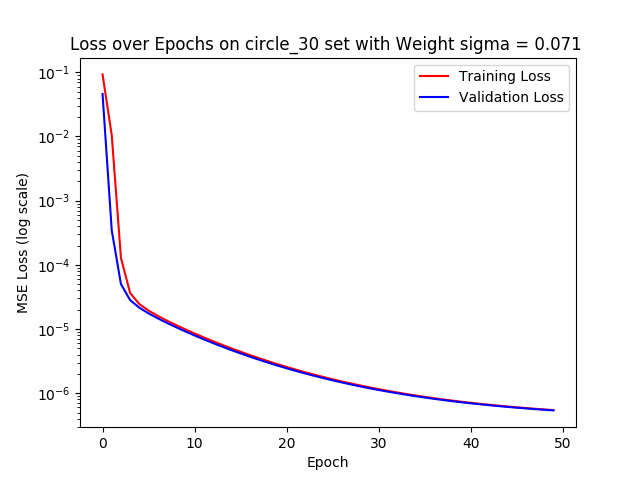 Loss over Epochs on circle_30 set with Weight sigma = 0.071
Training Loss
Validation Loss
MSE Loss (log scale)
10⁻¹
10⁻²
10⁻³
10⁻⁴
10⁻⁵
10⁻⁶
0 10 20 30 40 50
Epoch